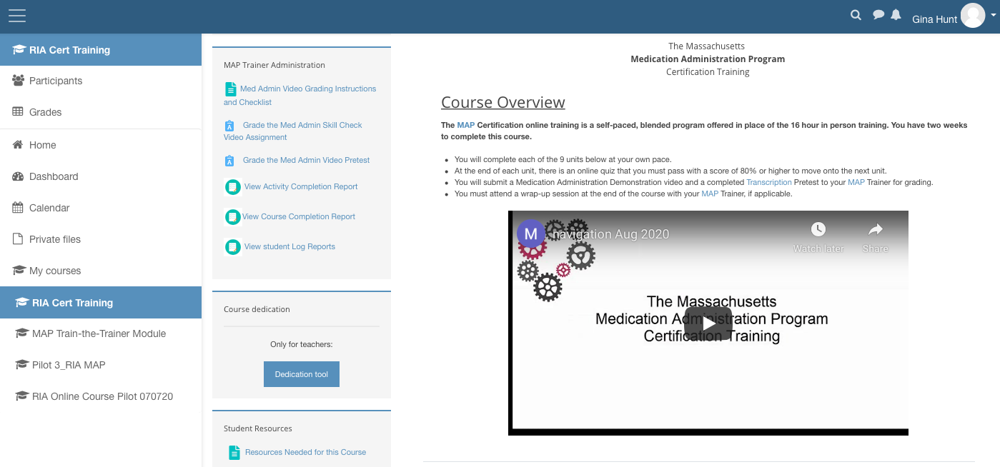 Gina Hunt
RIA Cert Training
Participants
Grades
Home
Dashboard
Calendar
Private files
My courses
RIA Cert Training
MAP Train-the-Trainer Module
Pilot 3_RIA MAP
RIA Online Course Pilot 070720
MAP Trainer Administration
Med Admin Video Grading Instructions
and Checklist
Grade the Med Admin Skill Check
Video Assignment
Grade the Med Admin Video Pretest
View Activity Completion Report
View Course Completion Report
View student Log Reports
Course dedication
Only for teachers:
Dedication tool
Student Resources
Resources Needed for this Course
The Massachusetts
Medication Administration Program
Certification Training
Course Overview
The MAP Certification online training is a self-paced, blended program offered in place of the 16 hour in person training. You have two weeks
to complete this course.
You will complete each of the 9 units below at your own pace.
At the end of each unit, there is an online quiz that you must pass with a score of 80% or higher to move onto the next unit.
You will submit a Medication Administration Demonstration video and a completed Transcription Pretest to your MAP Trainer for grading.
You must attend a wrap-up session at the end of the course with your MAP Trainer, if applicable.
M navigation Aug 2020
Watch later Share
The Massachusetts
Medication Administration Program
Certification Training